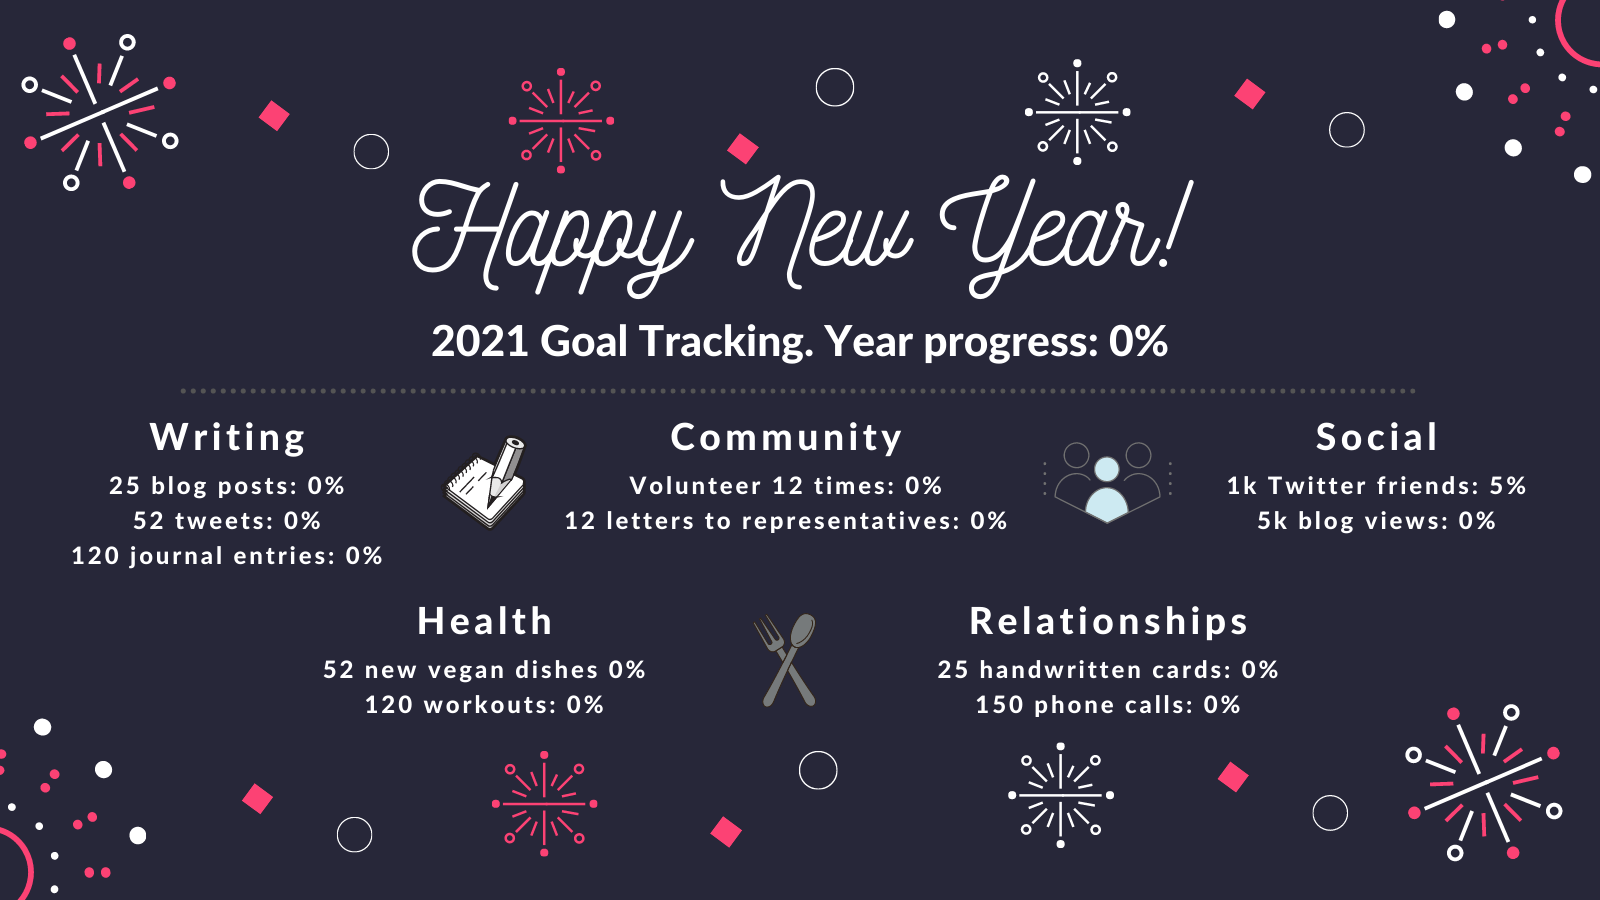 Happy New Year!
2021 Goal Tracking. Year progress: 0%
Writing
25 blog posts: 0%
52 tweets: 0%
120 journal entries: 0%
Community
Volunteer 12 times: 0%
12 letters to representatives: 0%
Social
1k Twitter friends: 5%
5k blog views: 0%
Health
52 new vegan dishes 0%
120 workouts: 0%
Relationships
25 handwritten cards: 0%
150 phone calls: 0%